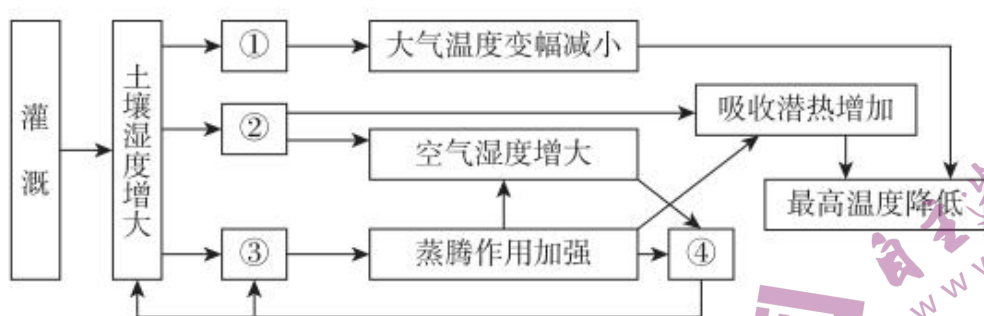 灌溉
土壤湿度增大
①
大气温度变幅减小
②
吸收潜热增加
空气湿度增大
最高温度降低
③
蒸腾作用加强
④